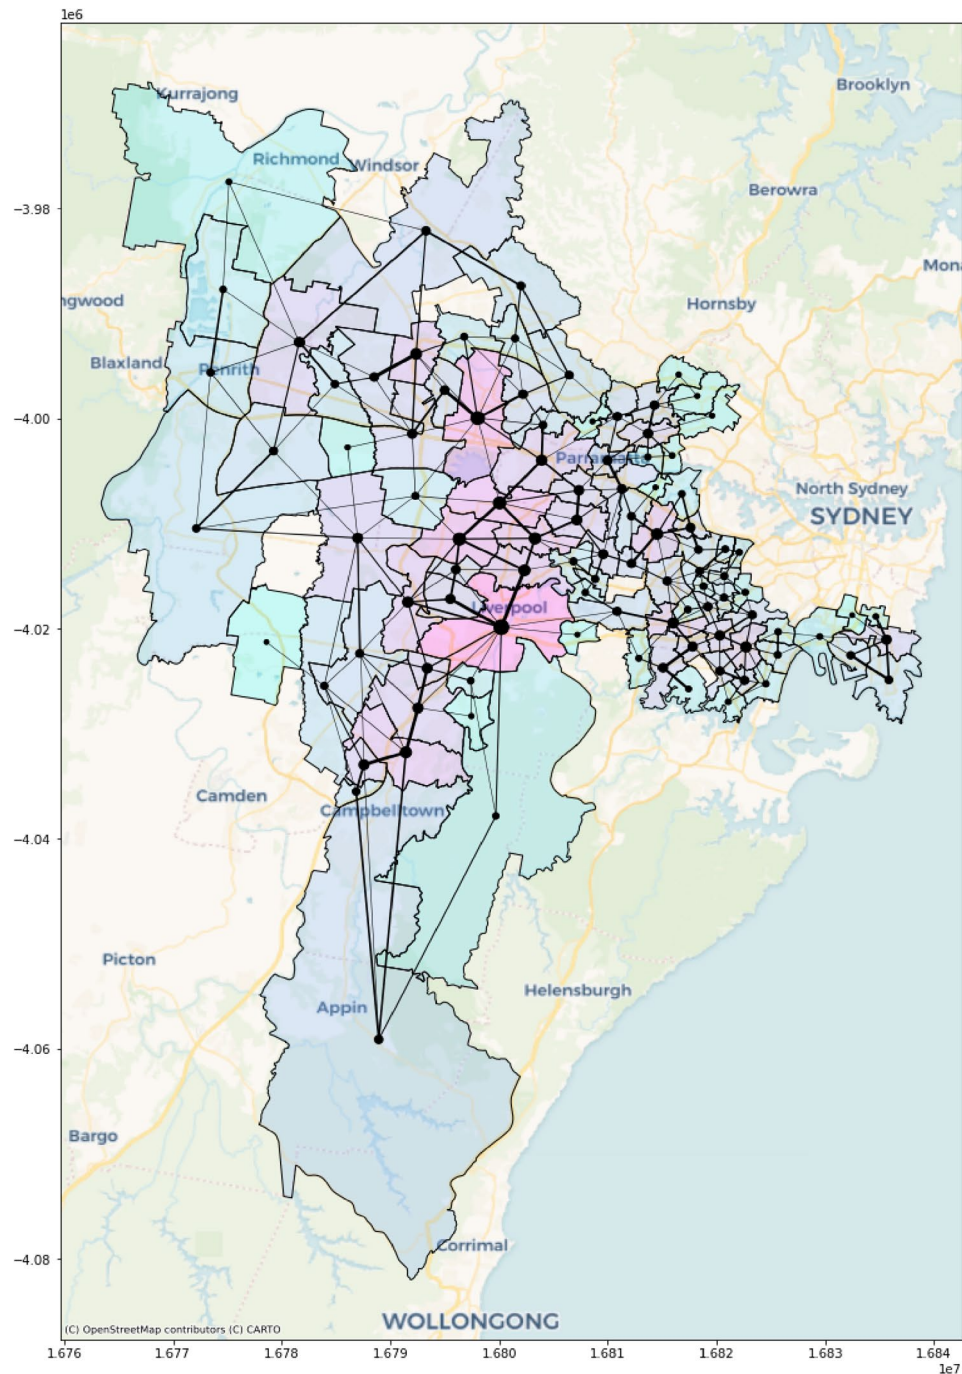 1e6
Kurrajong
Brooklyn
Richmond
Windsor
Berowra
−3.98
Mona
ngwood
Hornsby
Blaxland
Penrith
−4.00
Parramatta
North Sydney
SYDNEY
Liverpool
−4.02
Camden
Campbelltown
−4.04
Picton
Appin
Helensburgh
−4.06
Bargo
Corrimal
−4.08
WOLLONGONG
(C) OpenStreetMap contributors (C) CARTO
1.676 1.677 1.678 1.679 1.680 1.681 1.682 1.683 1.684
1e7